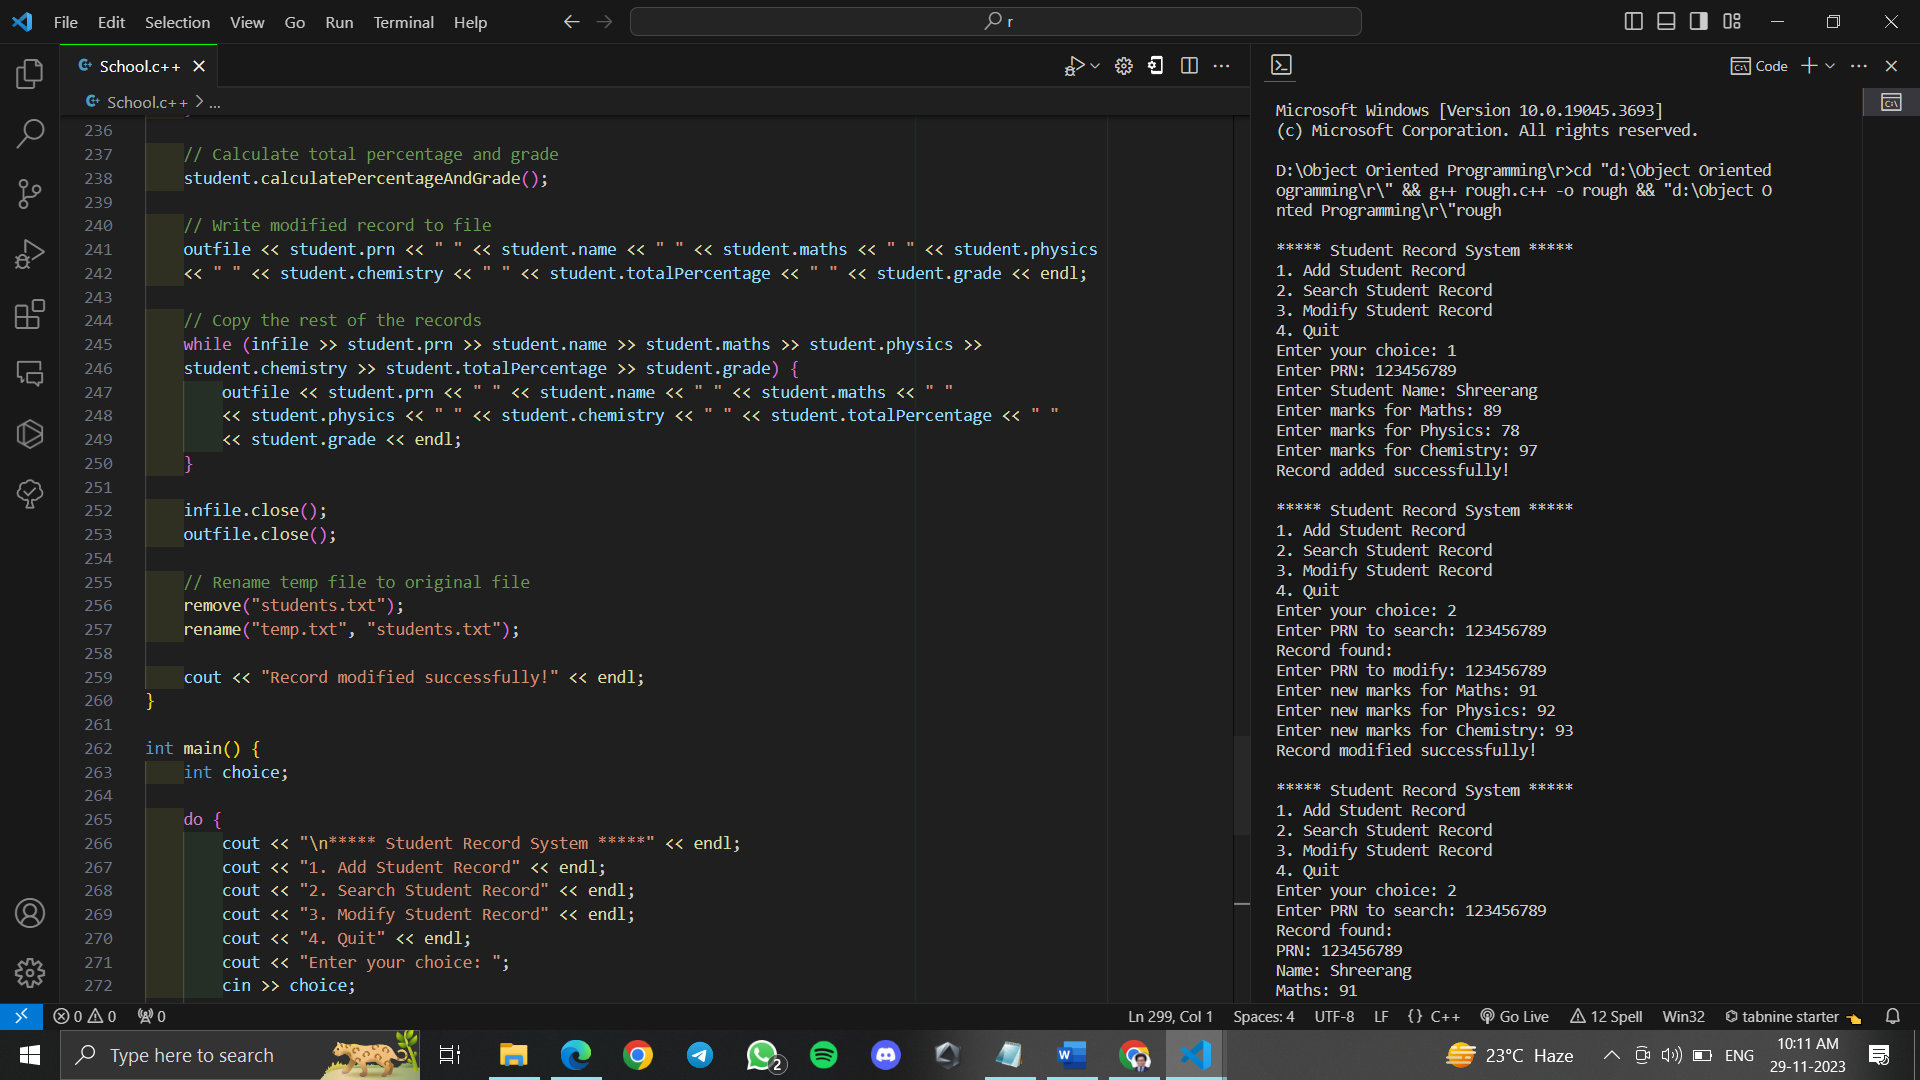 File Edit Selection View Go Run Terminal Help
r
School.c++
Code
School.c++ > ...
236
237 // Calculate total percentage and grade
238 student.calculatePercentageAndGrade();
239
240 // Write modified record to file
241 outfile << student.prn << " " << student.name << " " << student.maths << " " << student.physics
242 << " " << student.chemistry << " " << student.totalPercentage << " " << student.grade << endl;
243
244 // Copy the rest of the records
245 while (infile >> student.prn >> student.name >> student.maths >> student.physics >>
246 student.chemistry >> student.totalPercentage >> student.grade) {
247 outfile << student.prn << " " << student.name << " " << student.maths << " "
248 << student.physics << " " << student.chemistry << " " << student.totalPercentage << " "
249 << student.grade << endl;
250 }
251
252 infile.close();
253 outfile.close();
254
255 // Rename temp file to original file
256 remove("students.txt");
257 rename("temp.txt", "students.txt");
258
259 cout << "Record modified successfully!" << endl;
260 }
261
262 int main() {
263 int choice;
264
265 do {
266 cout << "\n***** Student Record System *****" << endl;
267 cout << "1. Add Student Record" << endl;
268 cout << "2. Search Student Record" << endl;
269 cout << "3. Modify Student Record" << endl;
270 cout << "4. Quit" << endl;
271 cout << "Enter your choice: ";
272 cin >> choice;
Microsoft Windows [Version 10.0.19045.3693]
(c) Microsoft Corporation. All rights reserved.
D:\Object Oriented Programming\r>cd "d:\Object Oriented
ogramming\r\" && g++ rough.c++ -o rough && "d:\Object O
nted Programming\r\"rough
***** Student Record System *****
1. Add Student Record
2. Search Student Record
3. Modify Student Record
4. Quit
Enter your choice: 1
Enter PRN: 123456789
Enter Student Name: Shreerang
Enter marks for Maths: 89
Enter marks for Physics: 78
Enter marks for Chemistry: 97
Record added successfully!
***** Student Record System *****
1. Add Student Record
2. Search Student Record
3. Modify Student Record
4. Quit
Enter your choice: 2
Enter PRN to search: 123456789
Record found:
Enter PRN to modify: 123456789
Enter new marks for Maths: 91
Enter new marks for Physics: 92
Enter new marks for Chemistry: 93
Record modified successfully!
***** Student Record System *****
1. Add Student Record
2. Search Student Record
3. Modify Student Record
4. Quit
Enter your choice: 2
Enter PRN to search: 123456789
Record found:
PRN: 123456789
Name: Shreerang
Maths: 91
0 0 0 Ln 299, Col 1 Spaces: 4 UTF-8 LF {} C++ Go Live 12 Spell Win32 tabnine starter
Type here to search 2 23°C Haze ENG
10:11 AM
29-11-2023